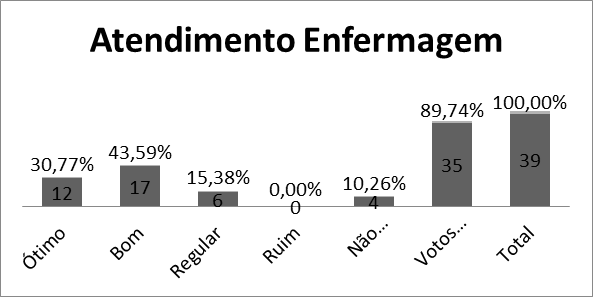 Atendimento Enfermagem
30,77% 43,59% 15,38% 0,00% 10,26% 89,74% 100,00%
12 17 6 0 4 35 39
Ótimo Bom Regular Ruim Não... Votos... Total